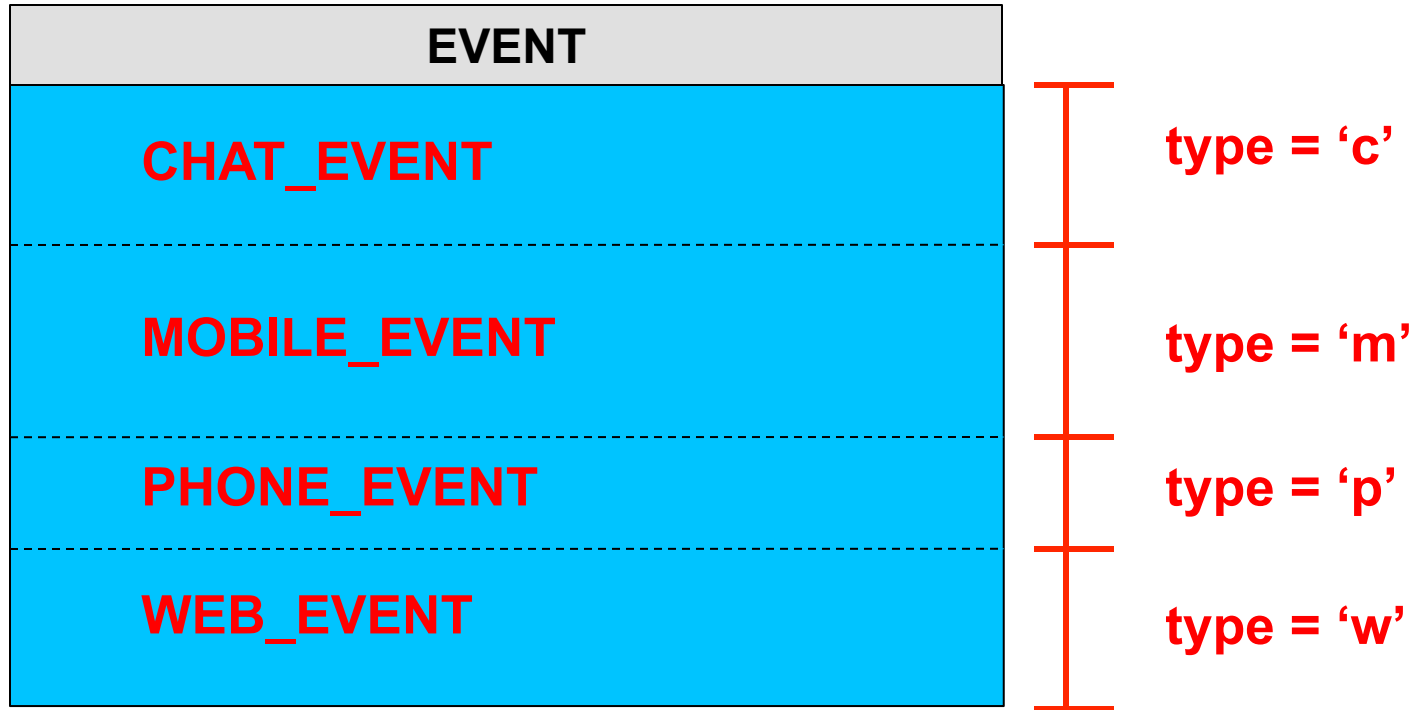 EVENT
CHAT_EVENT
type = ‘c’
MOBILE_EVENT
type = ‘m’
PHONE_EVENT
type = ‘p’
WEB_EVENT
type = ‘w’